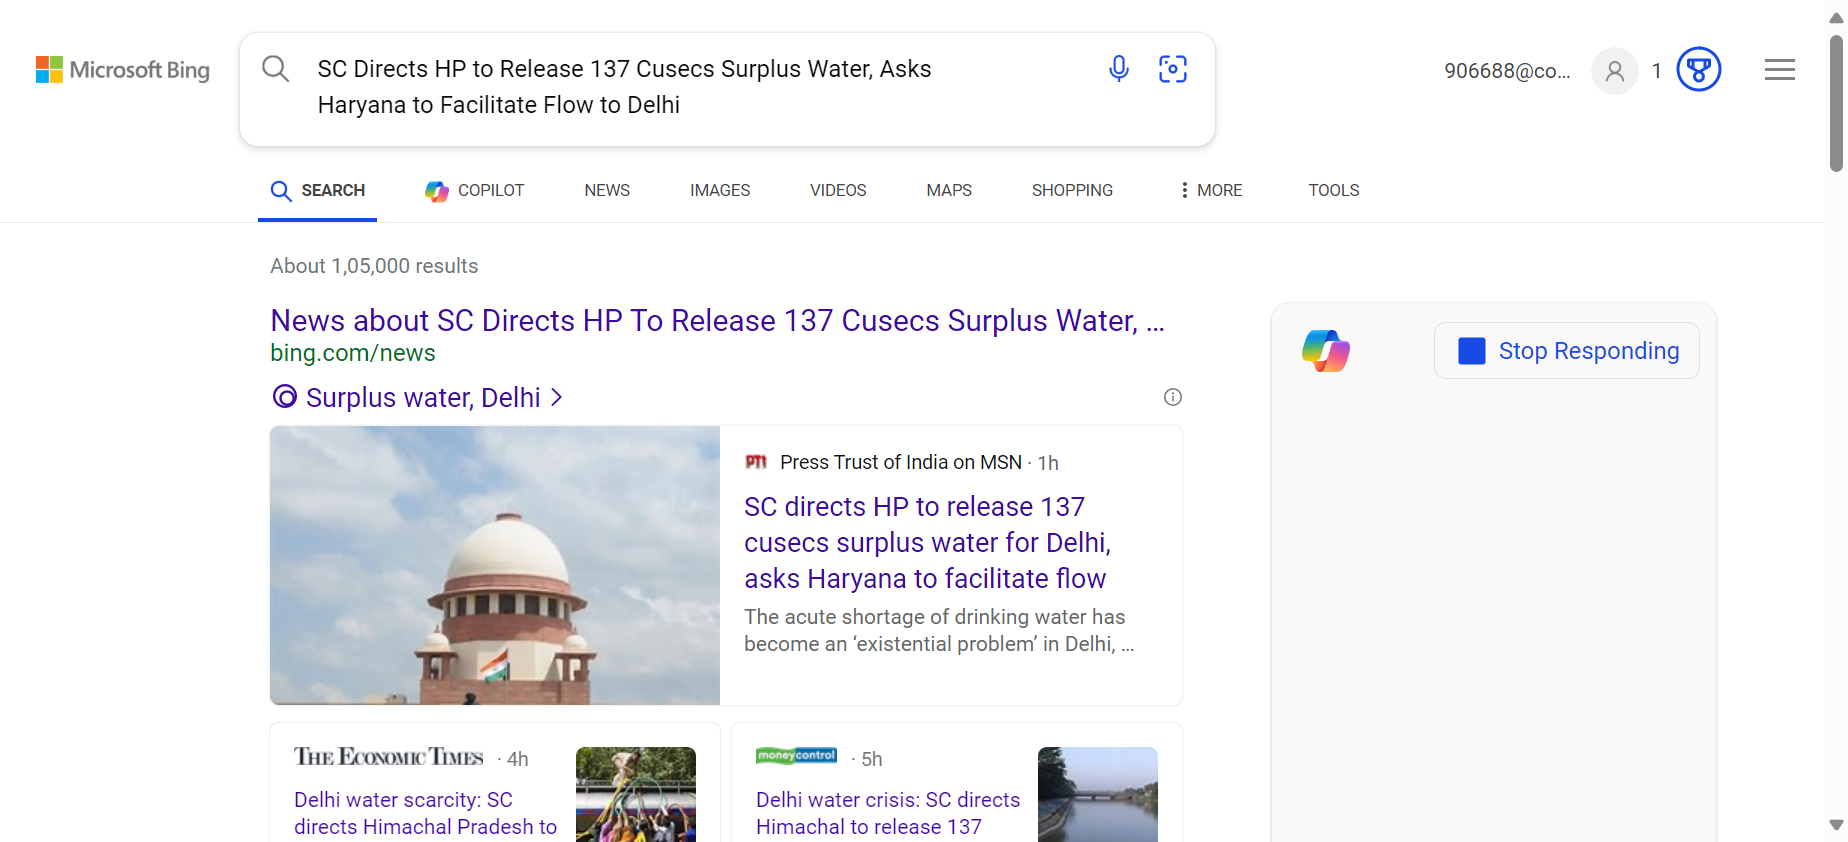 Microsoft Bing
SC Directs HP to Release 137 Cusecs Surplus Water, Asks
Haryana to Facilitate Flow to Delhi
906688@co...
1
SEARCH
COPILOT
NEWS
IMAGES
VIDEOS
MAPS
SHOPPING
MORE
TOOLS
About 1,05,000 results
News about SC Directs HP To Release 137 Cusecs Surplus Water, ...
bing.com/news
Surplus water, Delhi
PTI Press Trust of India on MSN · 1h
SC directs HP to release 137
cusecs surplus water for Delhi,
asks Haryana to facilitate flow
The acute shortage of drinking water has
become an ‘existential problem’ in Delhi, ...
Stop Responding
THE ECONOMIC TIMES · 4h
Delhi water scarcity: SC
directs Himachal Pradesh to
moneycontrol · 5h
Delhi water crisis: SC directs
Himachal to release 137